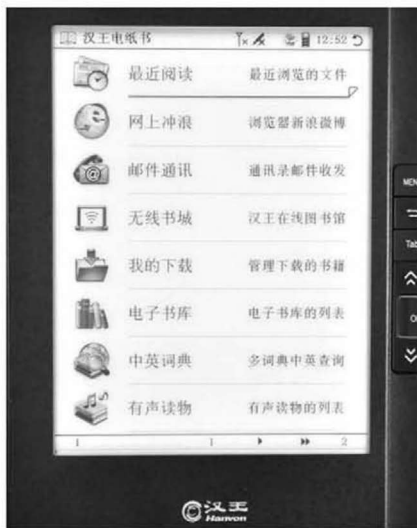 汉王电纸书 12:52
最近阅读 最近浏览的文件
网上冲浪 浏览器新浪微博
邮件通讯 通讯录邮件收发
无线书城 汉王在线图书馆
我的下载 管理下载的书籍
电子书库 电子书库的列表
中英词典 多词典中英查询
有声读物 有声读物的列表
1 1 2
MEN
Tab
汉王
Hanvon